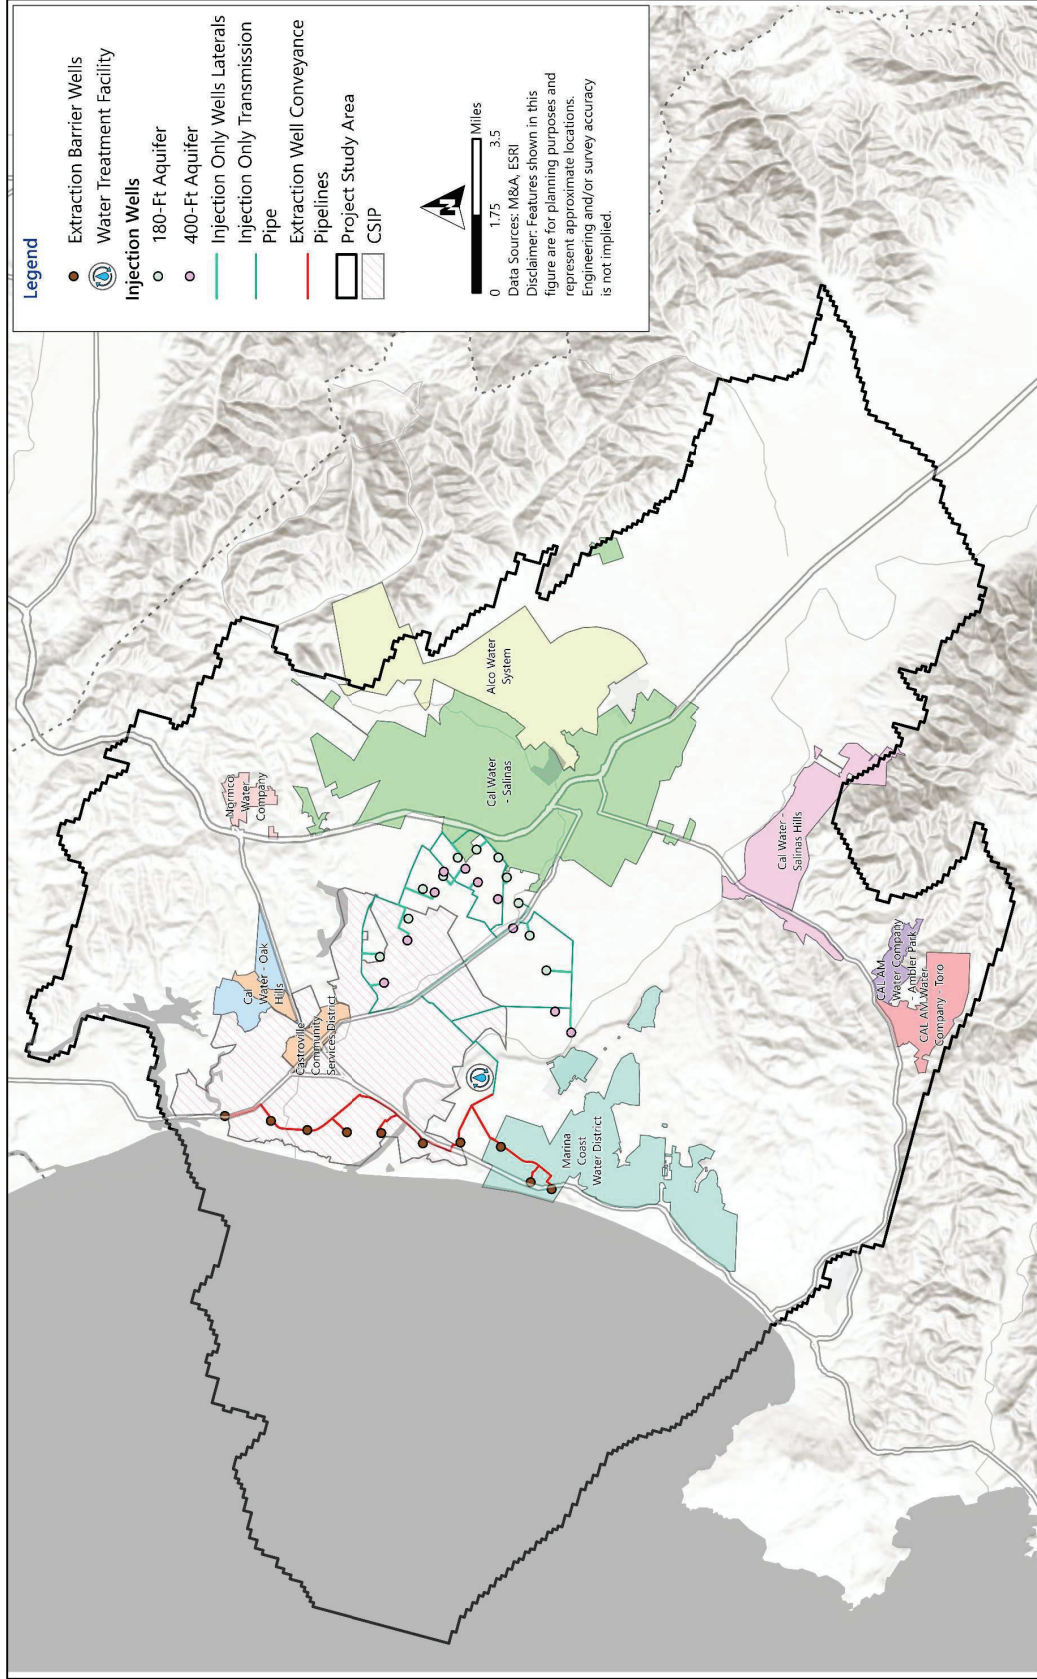 Legend
Extraction Barrier Wells
Water Treatment Facility
Injection Wells
180-Ft Aquifer
400-Ft Aquifer
Injection Only Wells Laterals
Injection Only Transmission
Pipe
Extraction Well Conveyance
Pipelines
Project Study Area
CSIP
N
0 1.75 3.5 Miles
Data Sources: M&A, ESRI
Disclaimer: Features shown in this
figure are for planning purposes and
represent approximate locations.
Engineering and/or survey accuracy
is not implied.
Normco
Water
Company
Cal
Water - Oak
Hills
Castroville
Community
Services District
Alco Water
System
Cal Water
- Salinas
Marina
Coast
Water District
Cal Water -
Salinas Hills
CAL AM
Water Company
- Ambler Park
CAL AM Water
Company - Toro